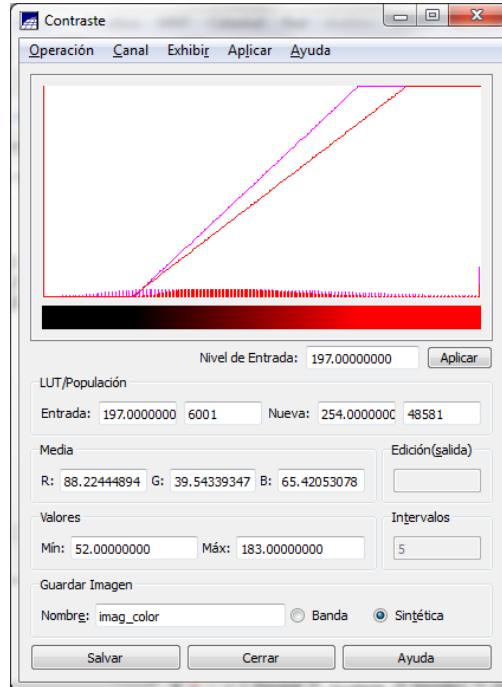 Contraste
Operación Canal Exhibir Aplicar Ayuda
Nivel de Entrada: 197.00000000 Aplicar
LUT/Populación
Entrada: 197.0000000 6001 Nueva: 254.0000000 48581
Media Edición(salida)
R: 88.22444894 G: 39.54339347 B: 65.42053078
Valores Intervalos
Mín: 52.00000000 Máx: 183.00000000 5
Guardar Imagen
Nombre: imag_color Banda Sintética
Salvar Cerrar Ayuda